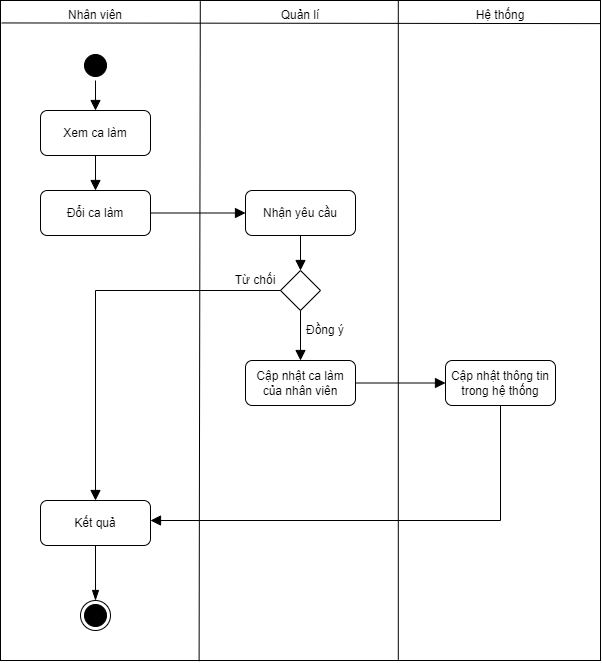 Nhân viên
Quản lí
Hệ thống
Xem ca làm
Đổi ca làm
Nhận yêu cầu
Từ chối
Đồng ý
Cập nhật ca làm
của nhân viên
Cập nhật thông tin
trong hệ thống
Kết quả